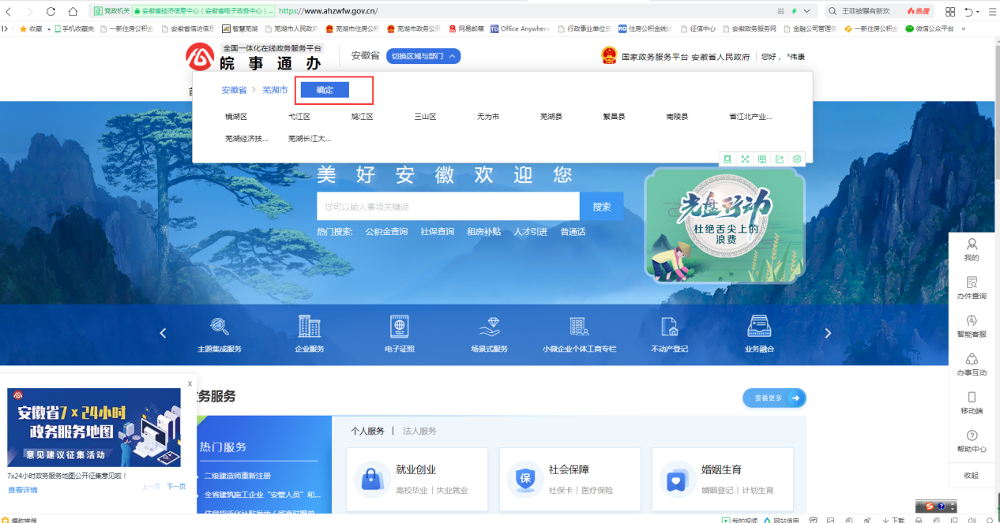 党政机关 安徽省经济信息中心（安徽省电子政务中心）... https://www.ahzwfw.gov.cn/ 王菲被曝有新欢 热搜
收藏 手机收藏夹 一新住房公积金 安徽省信访信息 智慧芜湖 芜湖市人民政府 芜湖市住房公积 芜湖市政务公开 网易邮箱 Office Anywhere 行政事业单位资 住房公积金统计 征信中心 安徽政务服务网 金融公司管理信 一新住房公积金 微信公众平台 »
全国一体化在线政务服务平台
皖事通办
安徽省 切换区域与部门
国家政务服务平台 安徽省人民政府 您好，*伟康
安徽省 > 芜湖市 确定
镜湖区 弋江区 鸠江区 三山区 无为市 芜湖县 繁昌县 南陵县 省江北产业...
芜湖经济技... 芜湖长江大...
美好安徽欢迎您
您可以输入事项关键词 搜索
热门搜索: 公积金查询 社保查询 租房补贴 人才引进 普通话
光盘行动
杜绝舌尖上的
浪费
我的
办件查询
智能客服
办事互动
移动端
帮助中心
收起
主题集成服务 企业服务 电子证照 场景式服务 小微企业个体工商专栏 不动产登记 业务融合
x
安徽省7x24小时
政务服务地图
意见建议征集活动
7x24小时政务服务地图公开征集意见啦！
查看详情 上一页 下一页
务服务
查看更多
热门服务
二级建造师重新注册
全省建筑施工企业“安管人员”和...
个人服务 | 法人服务
就业创业
高校毕业 | 失业就业
社会保障
社保卡 | 医疗保险
婚姻生育
婚姻登记 | 计划生育
爆款推荐
我的视频 网站信用 下载